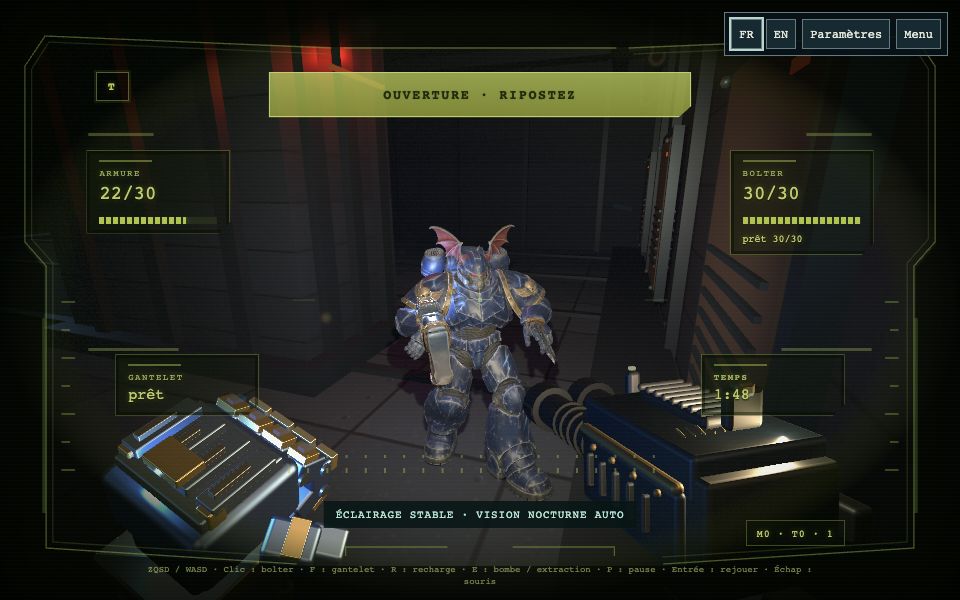 FR EN Paramètres Menu
T
OUVERTURE · RIPOSTEZ
ARMURE
22/30
BOLTER
30/30
prêt 30/30
GANTELET
prêt
TEMPS
1:48
ÉCLAIRAGE STABLE · VISION NOCTURNE AUTO
M0 · T0 · 1
ZQSD / WASD · Clic : bolter · F : gantelet · R : recharge · E : bombe / extraction · P : pause · Entrée : rejouer · Échap :
souris